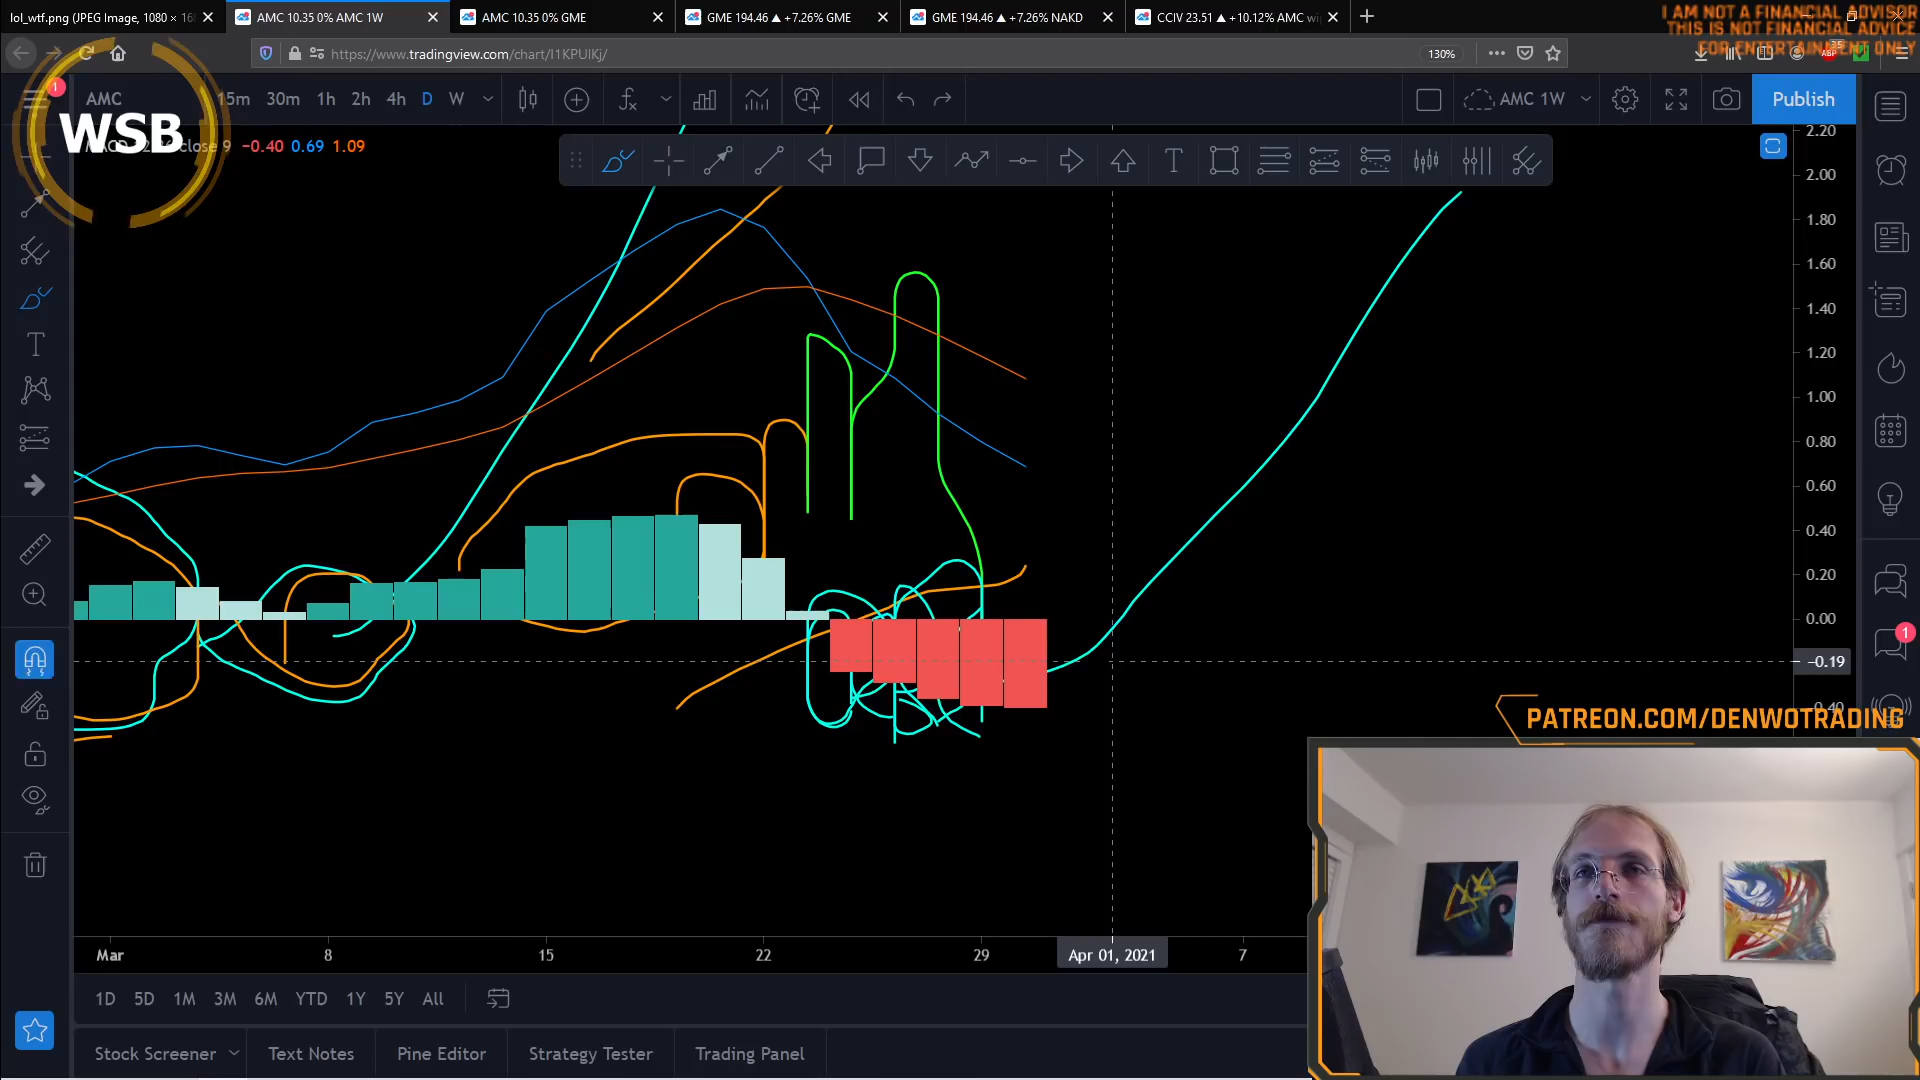 lol_wtf.png (JPEG Image, 1080 × 16
AMC 10.35 0% AMC 1W
AMC 10.35 0% GME
GME 194.46 ▲ +7.26% GME
GME 194.46 ▲ +7.26% NAKD
CCIV 23.51 ▲ +10.12% AMC wi
I AM NOT A FINANCIAL ADVISOR
THIS IS NOT FINANCIAL ADVICE
FOR ENTERTAINMENT ONLY
https://www.tradingview.com/chart/I1KPUIKj/
130%
1
AMC
15m 30m 1h 2h 4h D W
AMC 1W
Publish
WSB
close 9 −0.40 0.69 1.09
2.20
2.00
1.80
1.60
1.40
1.20
1.00
0.80
0.60
0.40
0.20
0.00
1
−0.19
PATREON.COM/DENWOTRADING
Mar 8 15 22 29 Apr 01, 2021 7
1D 5D 1M 3M 6M YTD 1Y 5Y All
Stock Screener Text Notes Pine Editor Strategy Tester Trading Panel